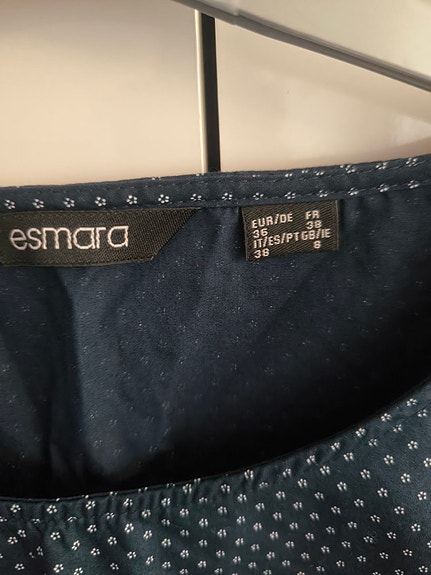 esmara
EUR/DE FR
36 38
IT/ES/PT GB/IE
38 8